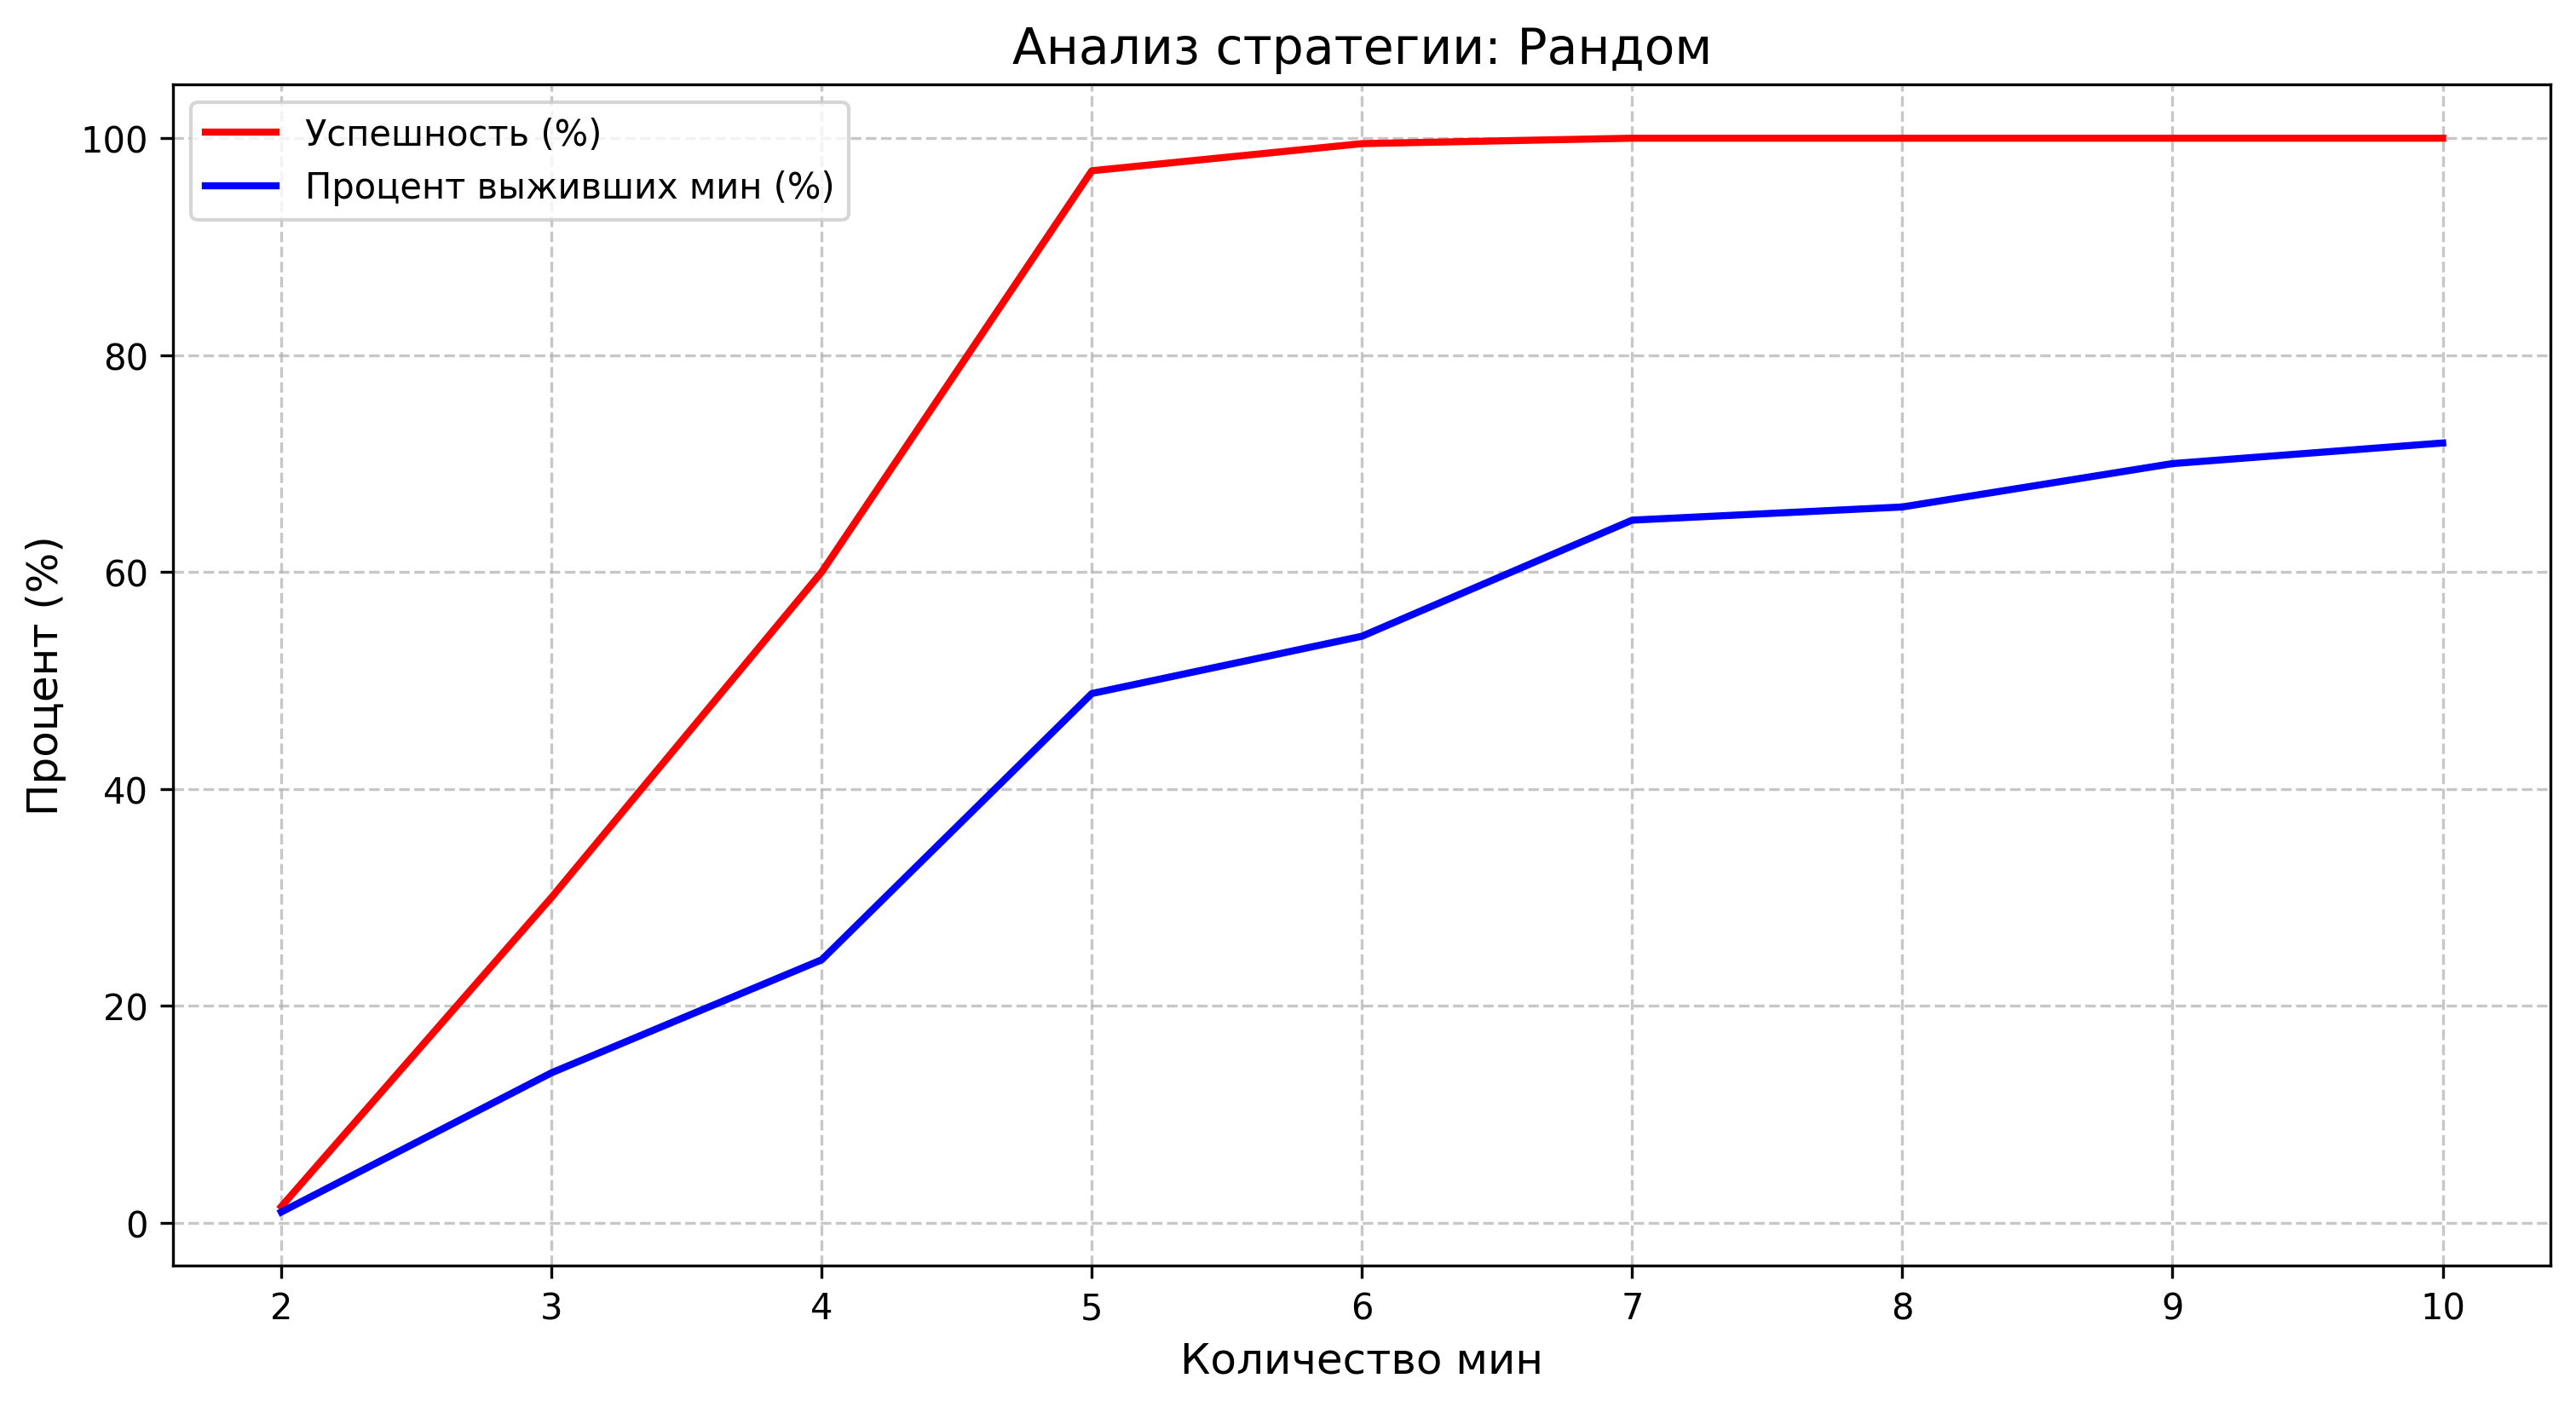 Анализ стратегии: Рандом
Успешность (%)
Процент выживших мин (%)
Процент (%)
100
80
60
40
20
0
2 3 4 5 6 7 8 9 10
Количество мин